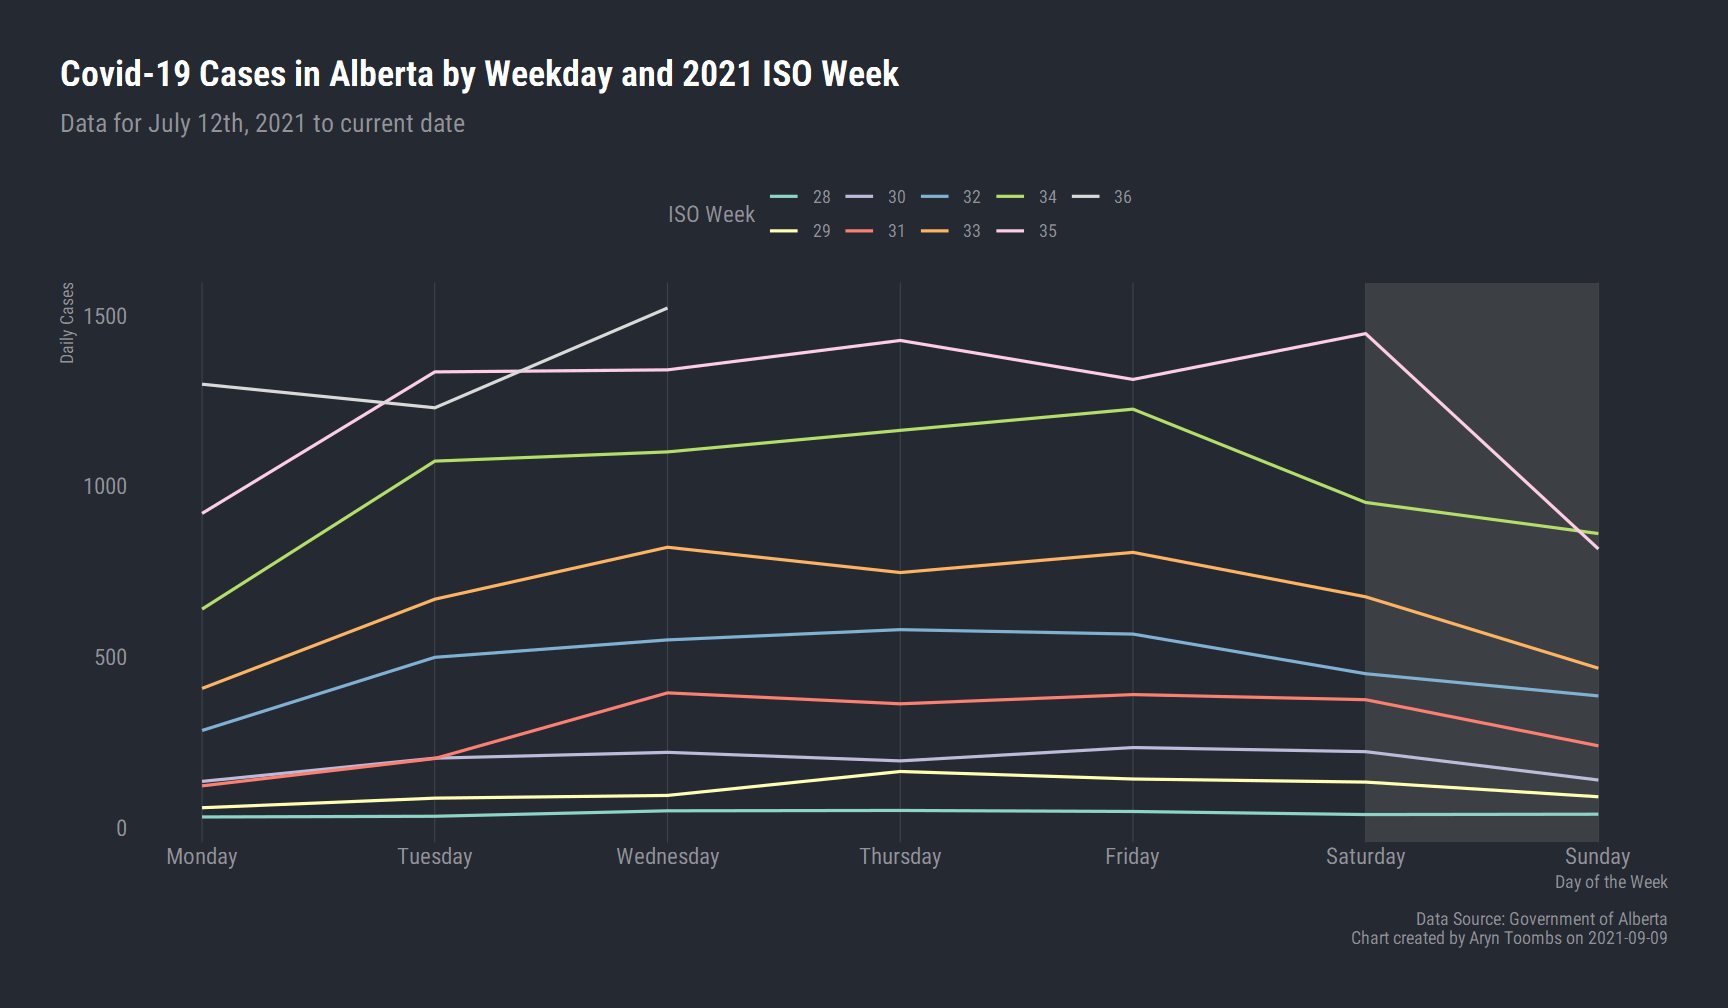 Covid-19 Cases in Alberta by Weekday and 2021 ISO Week
Data for July 12th, 2021 to current date
ISO Week
28 30 32 34 36
29 31 33 35
Daily Cases
1500
1000
500
0
Monday Tuesday Wednesday Thursday Friday Saturday Sunday
Day of the Week
Data Source: Government of Alberta
Chart created by Aryn Toombs on 2021-09-09